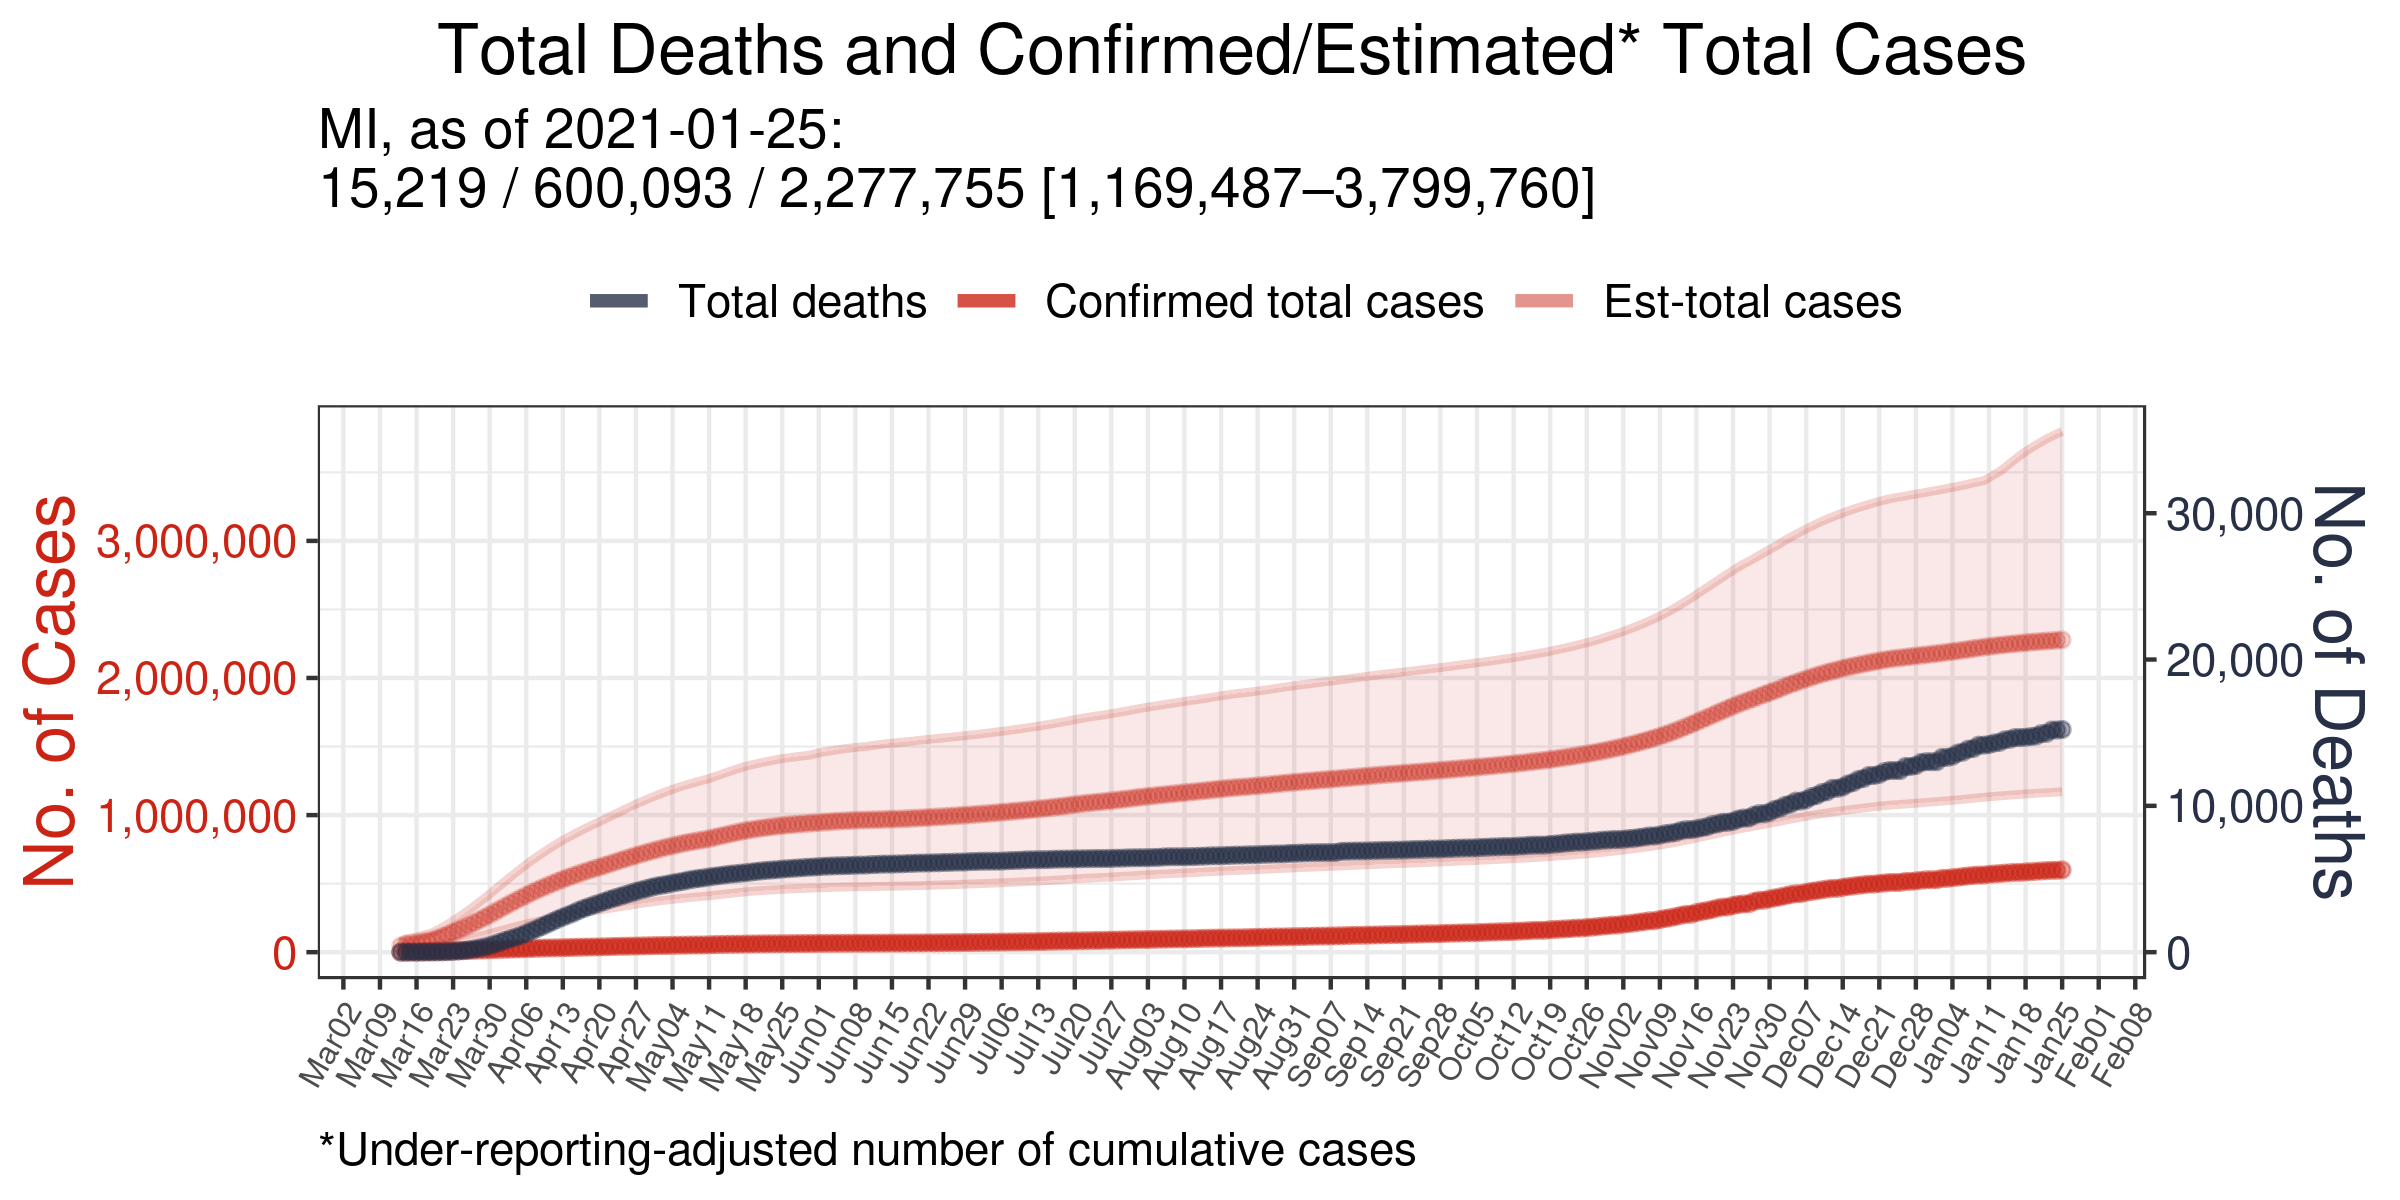 Total Deaths and Confirmed/Estimated* Total Cases
MI, as of 2021-01-25:
15,219 / 600,093 / 2,277,755 [1,169,487–3,799,760]
Total deaths
Confirmed total cases
Est-total cases
No. of Cases
3,000,000
2,000,000
1,000,000
0
30,000
20,000
10,000
0
No. of Deaths
Mar02
Mar09
Mar16
Mar23
Mar30
Apr06
Apr13
Apr20
Apr27
May04
May11
May18
May25
Jun01
Jun08
Jun15
Jun22
Jun29
Jul06
Jul13
Jul20
Jul27
Aug03
Aug10
Aug17
Aug24
Aug31
Sep07
Sep14
Sep21
Sep28
Oct05
Oct12
Oct19
Oct26
Nov02
Nov09
Nov16
Nov23
Nov30
Dec07
Dec14
Dec21
Dec28
Jan04
Jan11
Jan18
Jan25
Feb01
Feb08
*Under-reporting-adjusted number of cumulative cases